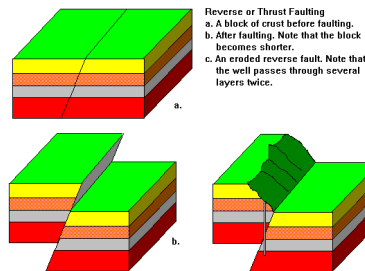 Reverse or Thrust Faulting
a. A block of crust before faulting.
b. After faulting. Note that the block
becomes shorter.
c. An eroded reverse fault. Note that
the well passes through several
layers twice.
a.
b.